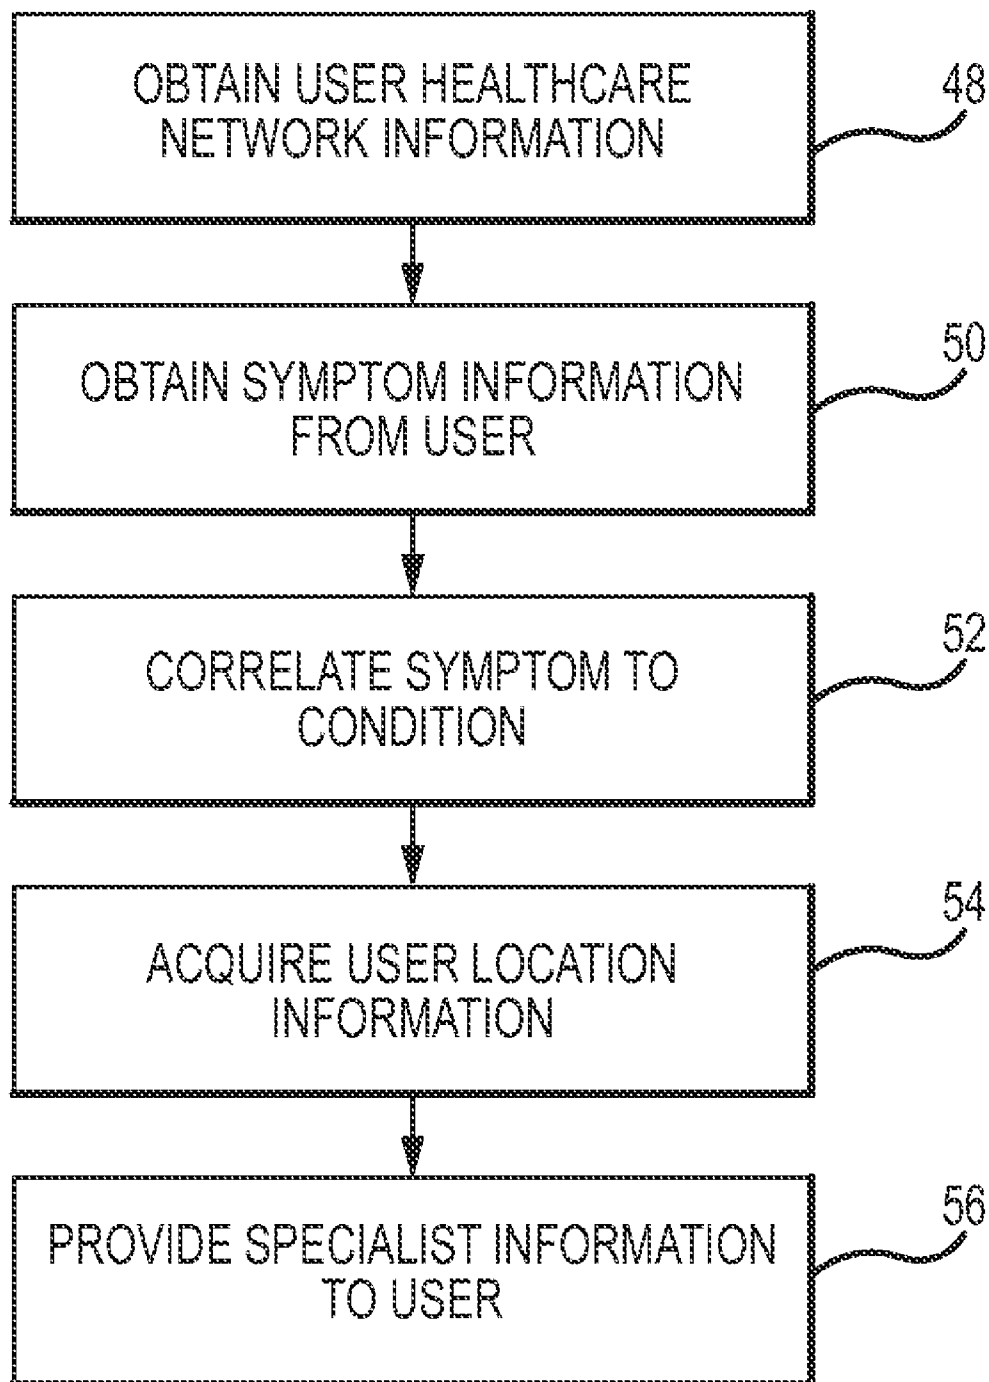 OBTAIN USER HEALTHCARE
NETWORK INFORMATION
48
OBTAIN SYMPTOM INFORMATION
FROM USER
50
CORRELATE SYMPTOM TO
CONDITION
52
ACQUIRE USER LOCATION
INFORMATION
54
PROVIDE SPECIALIST INFORMATION
TO USER
56